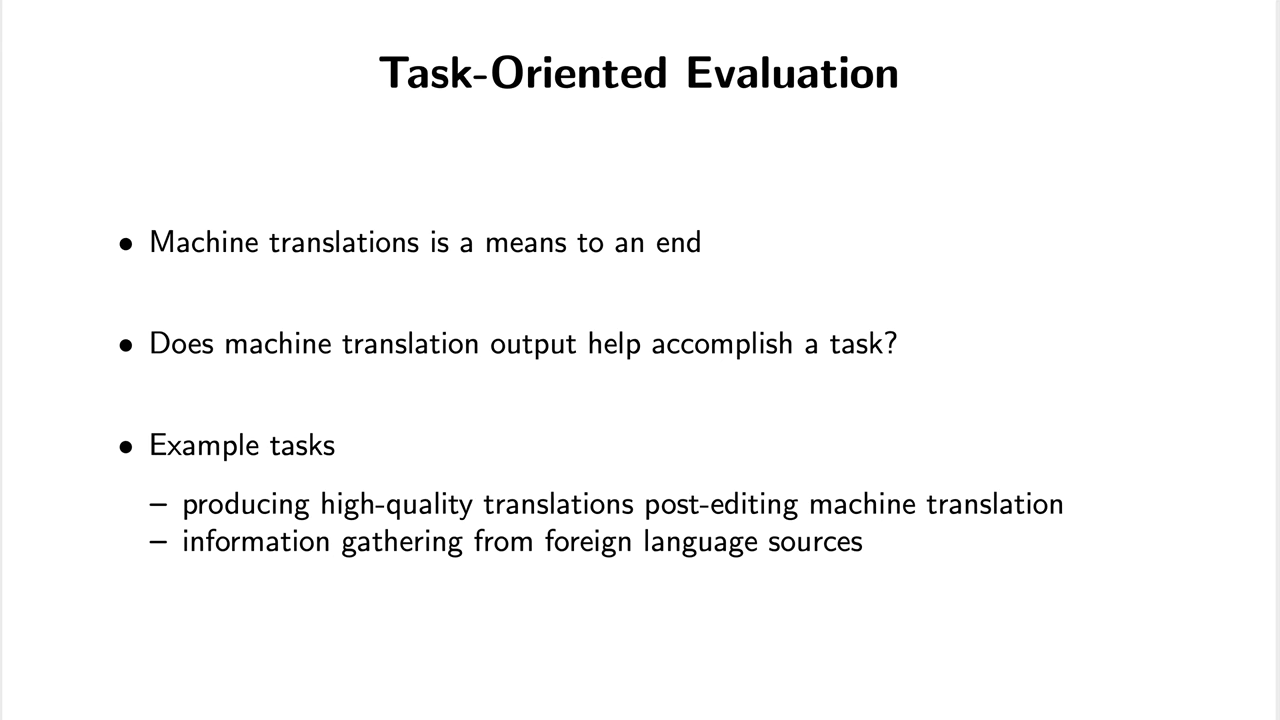 Task-Oriented Evaluation
• Machine translations is a means to an end
• Does machine translation output help accomplish a task?
• Example tasks
– producing high-quality translations post-editing machine translation
– information gathering from foreign language sources